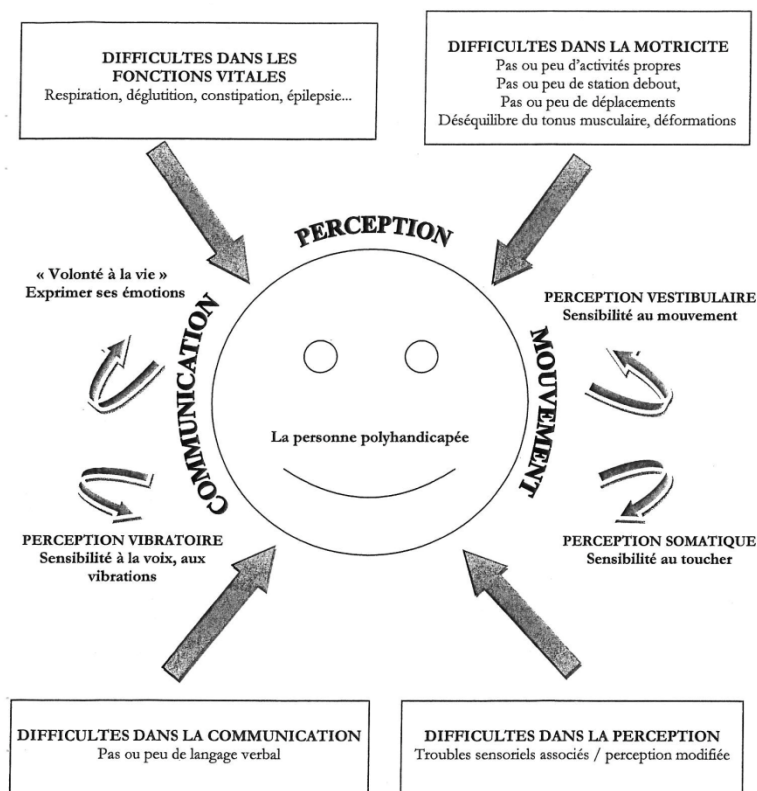 DIFFICULTES DANS LES
FONCTIONS VITALES
Respiration, déglutition, constipation, épilepsie...
DIFFICULTES DANS LA MOTRICITE
Pas ou peu d'activités propres
Pas ou peu de station debout,
Pas ou peu de déplacements
Déséquilibre du tonus musculaire, déformations
PERCEPTION
« Volonté à la vie »
Exprimer ses émotions
PERCEPTION VESTIBULAIRE
Sensibilité au mouvement
COMMUNICATION
MOUVEMENT
La personne polyhandicapée
PERCEPTION VIBRATOIRE
Sensibilité à la voix, aux
vibrations
PERCEPTION SOMATIQUE
Sensibilité au toucher
DIFFICULTES DANS LA COMMUNICATION
Pas ou peu de langage verbal
DIFFICULTES DANS LA PERCEPTION
Troubles sensoriels associés / perception modifiée